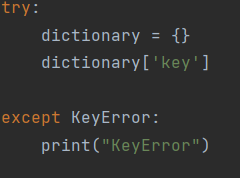 try:
    dictionary = {}
    dictionary['key']
except KeyError:
    print("KeyError")